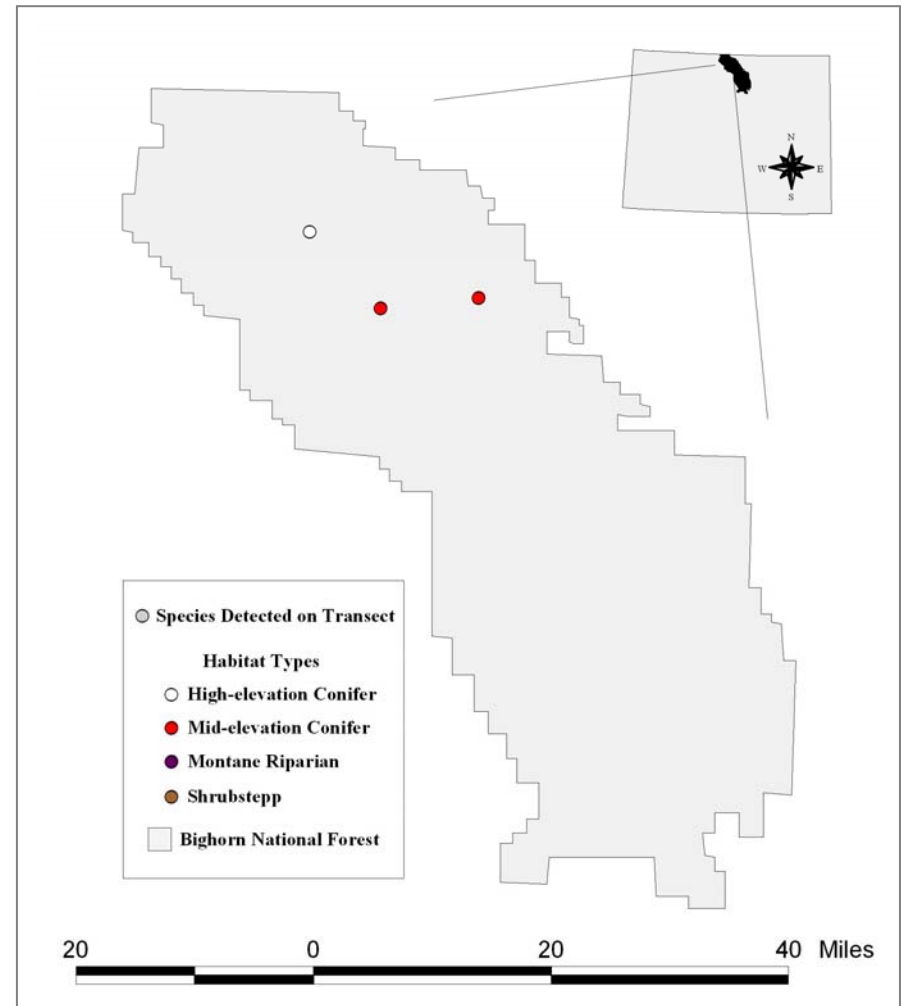 N
W E
S
Species Detected on Transect
Habitat Types
High-elevation Conifer
Mid-elevation Conifer
Montane Riparian
Shrubstepp
Bighorn National Forest
20 0 20 40 Miles